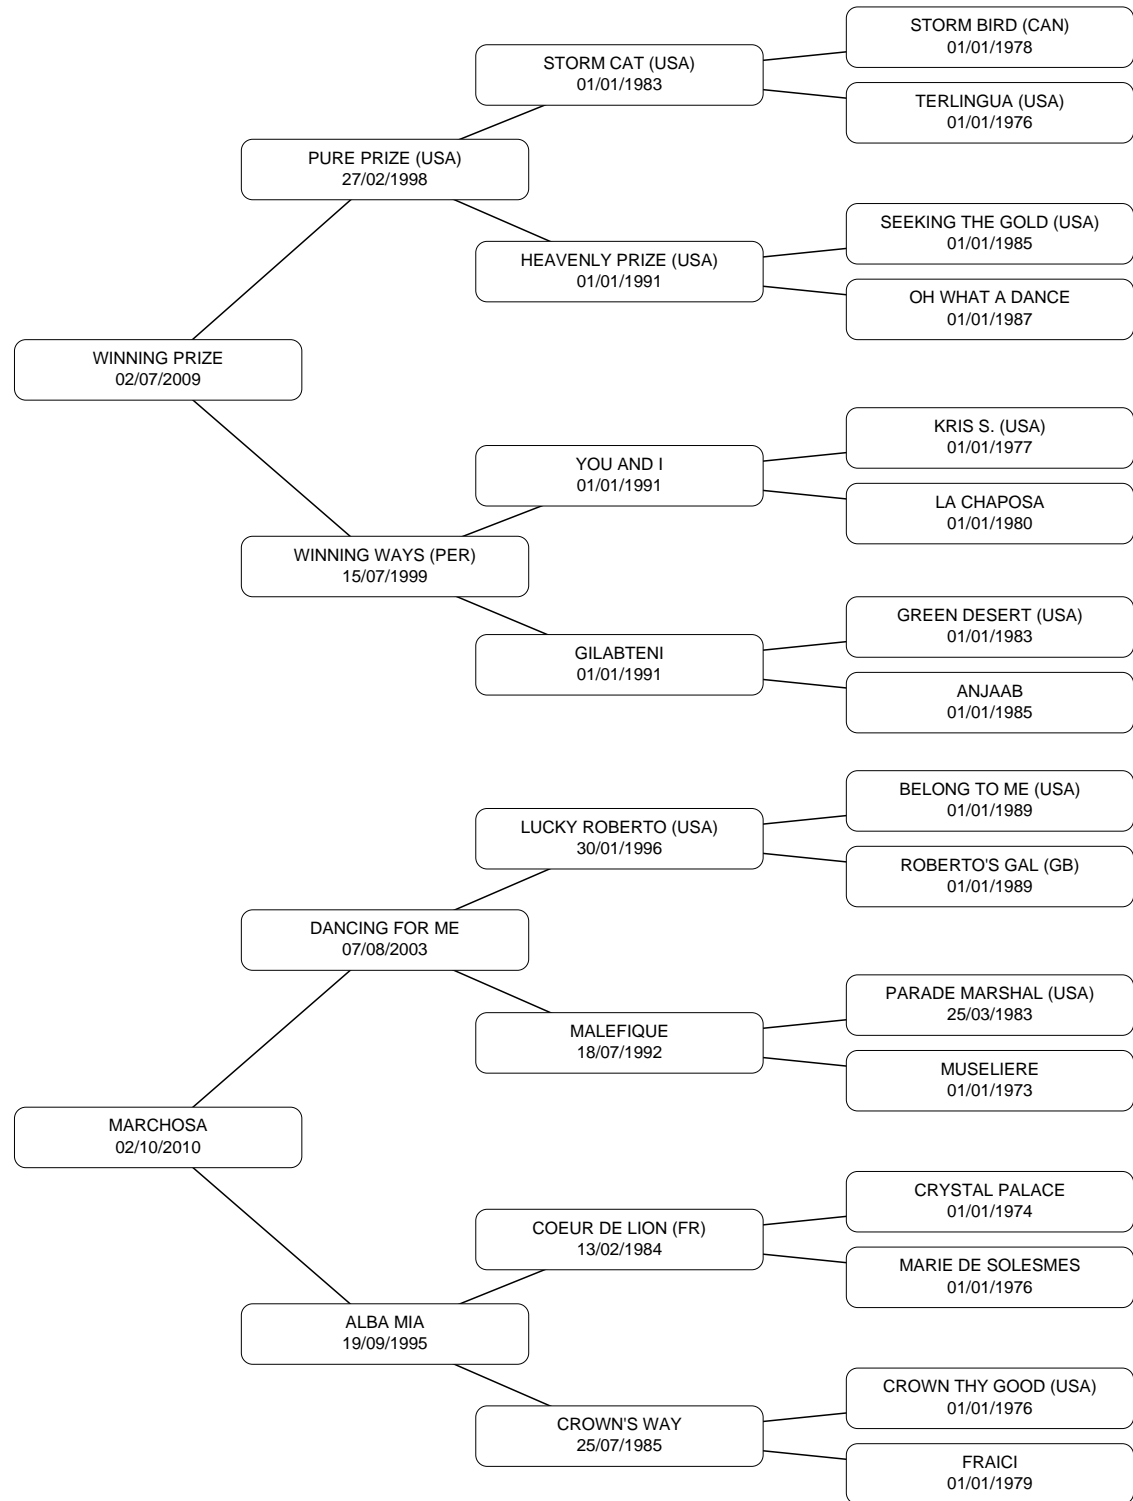 STORM BIRD (CAN)
01/01/1978
STORM CAT (USA)
01/01/1983
TERLINGUA (USA)
01/01/1976
PURE PRIZE (USA)
27/02/1998
SEEKING THE GOLD (USA)
01/01/1985
HEAVENLY PRIZE (USA)
01/01/1991
OH WHAT A DANCE
01/01/1987
WINNING PRIZE
02/07/2009
KRIS S. (USA)
01/01/1977
YOU AND I
01/01/1991
LA CHAPOSA
01/01/1980
WINNING WAYS (PER)
15/07/1999
GREEN DESERT (USA)
01/01/1983
GILABTENI
01/01/1991
ANJAAB
01/01/1985
BELONG TO ME (USA)
01/01/1989
LUCKY ROBERTO (USA)
30/01/1996
ROBERTO'S GAL (GB)
01/01/1989
DANCING FOR ME
07/08/2003
PARADE MARSHAL (USA)
25/03/1983
MALEFIQUE
18/07/1992
MUSELIERE
01/01/1973
MARCHOSA
02/10/2010
CRYSTAL PALACE
01/01/1974
COEUR DE LION (FR)
13/02/1984
MARIE DE SOLESMES
01/01/1976
ALBA MIA
19/09/1995
CROWN THY GOOD (USA)
01/01/1976
CROWN'S WAY
25/07/1985
FRAICI
01/01/1979